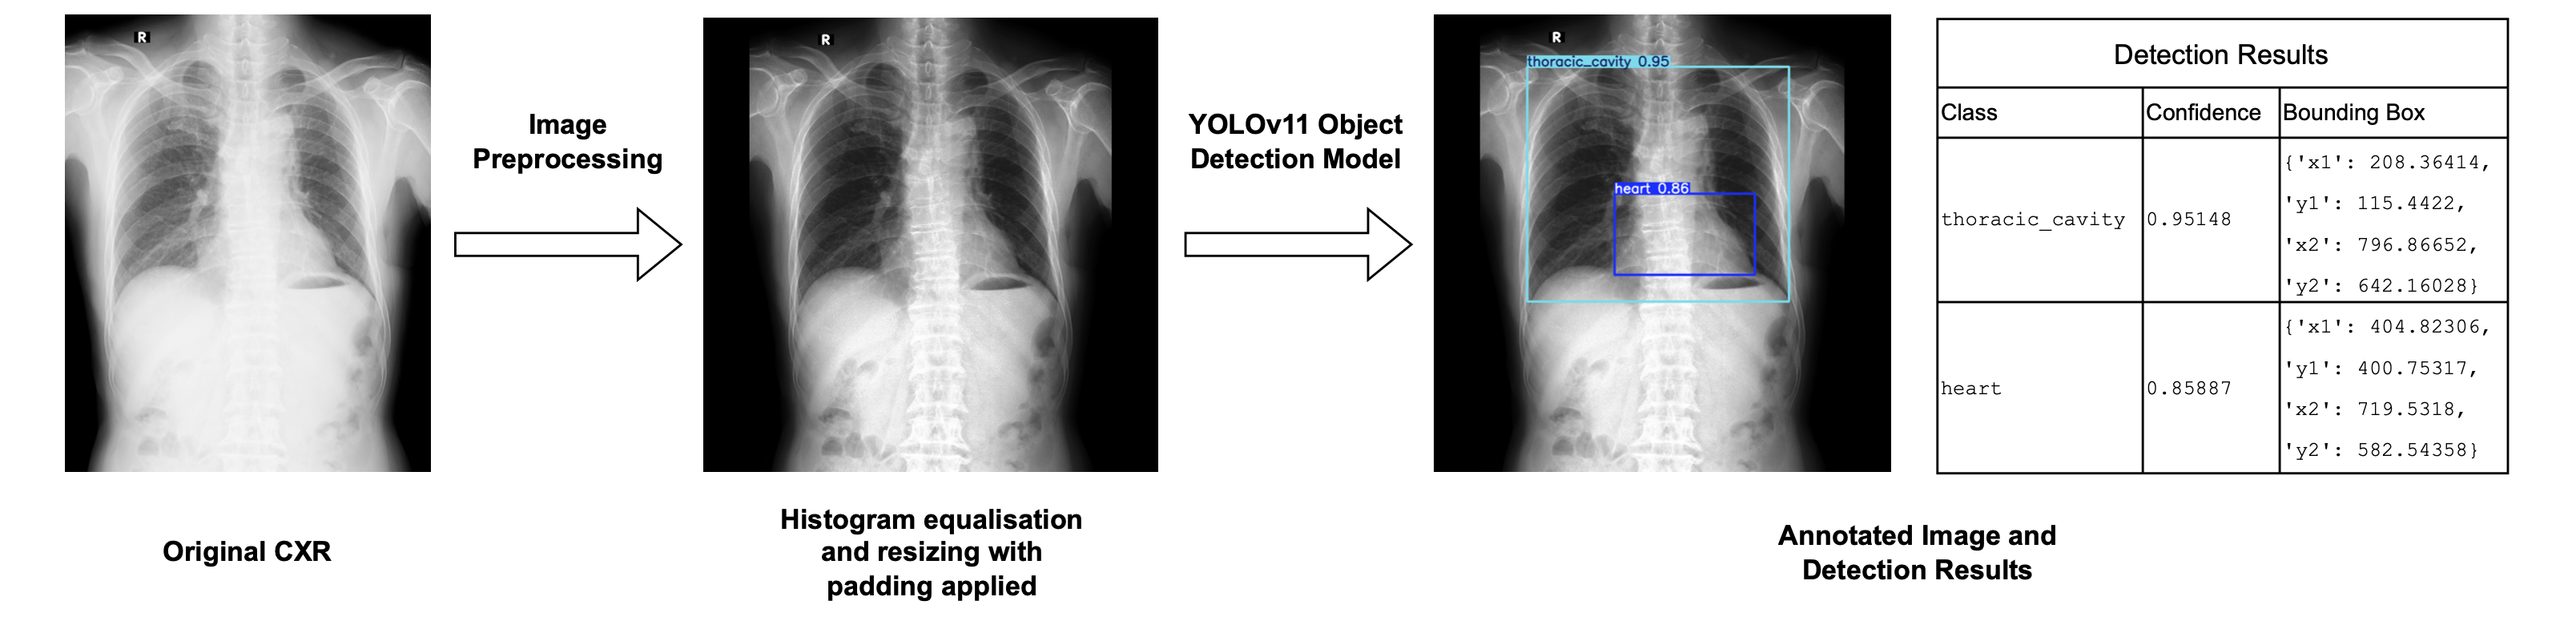 R
Original CXR
Image
Preprocessing
R
Histogram equalisation
and resizing with
padding applied
YOLOv11 Object
Detection Model
R
thoracic_cavity 0.95
heart 0.86
Detection Results
Class Confidence Bounding Box
thoracic_cavity 0.95148
{'x1': 208.36414,
'y1': 115.4422,
'x2': 796.86652,
'y2': 642.16028}
heart 0.85887
{'x1': 404.82306,
'y1': 400.75317,
'x2': 719.5318,
'y2': 582.54358}
Annotated Image and
Detection Results